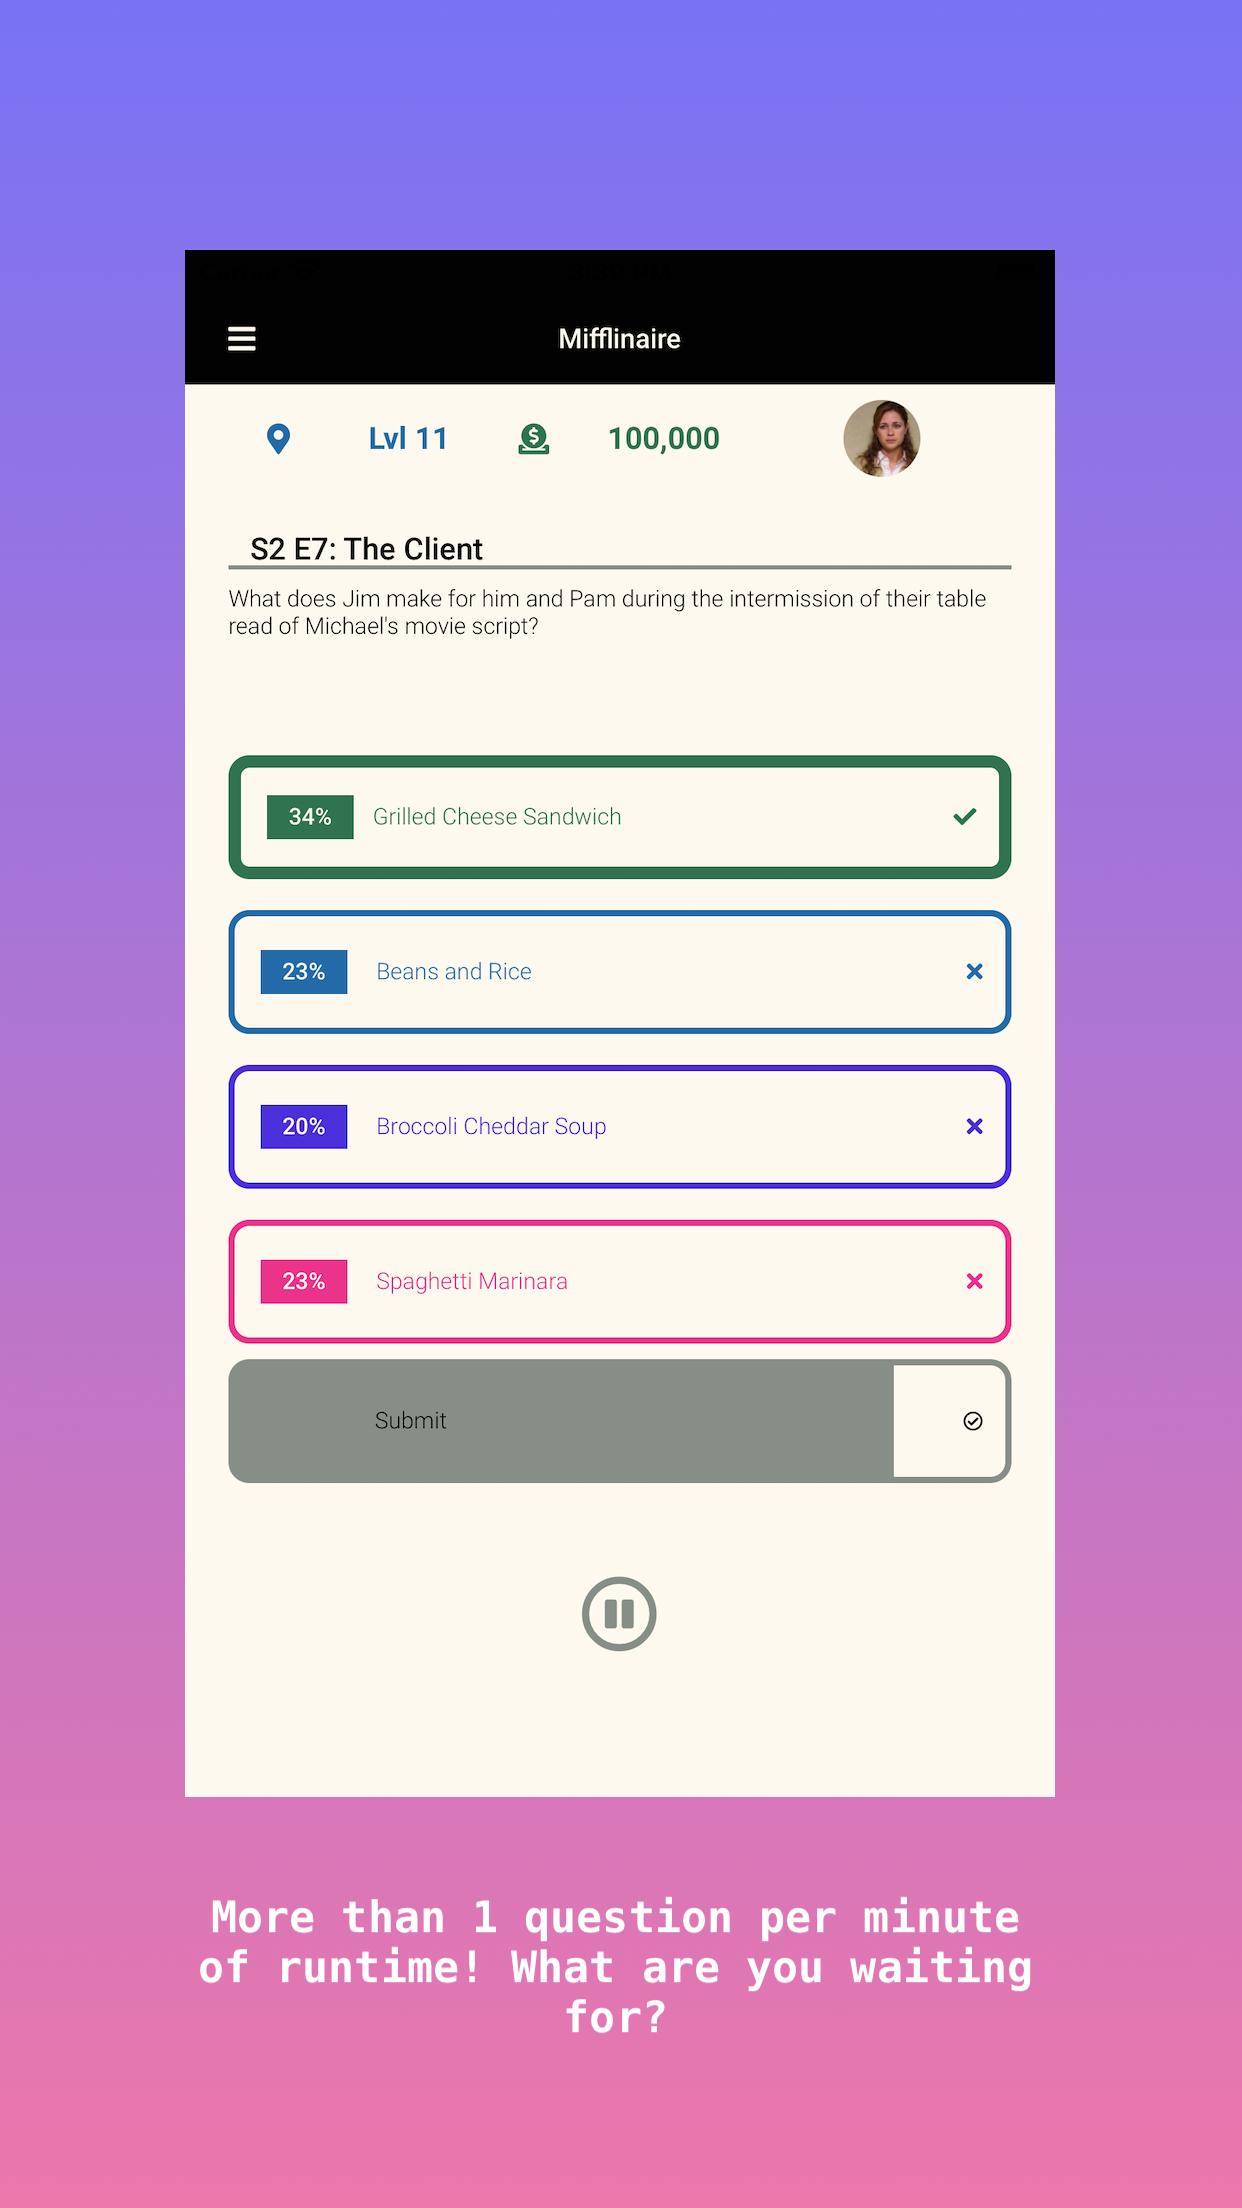 Mifflinaire
Lvl 11 100,000
S2 E7: The Client
What does Jim make for him and Pam during the intermission of their table
read of Michael's movie script?
34% Grilled Cheese Sandwich
23% Beans and Rice
20% Broccoli Cheddar Soup
23% Spaghetti Marinara
Submit
More than 1 question per minute
of runtime! What are you waiting
for?